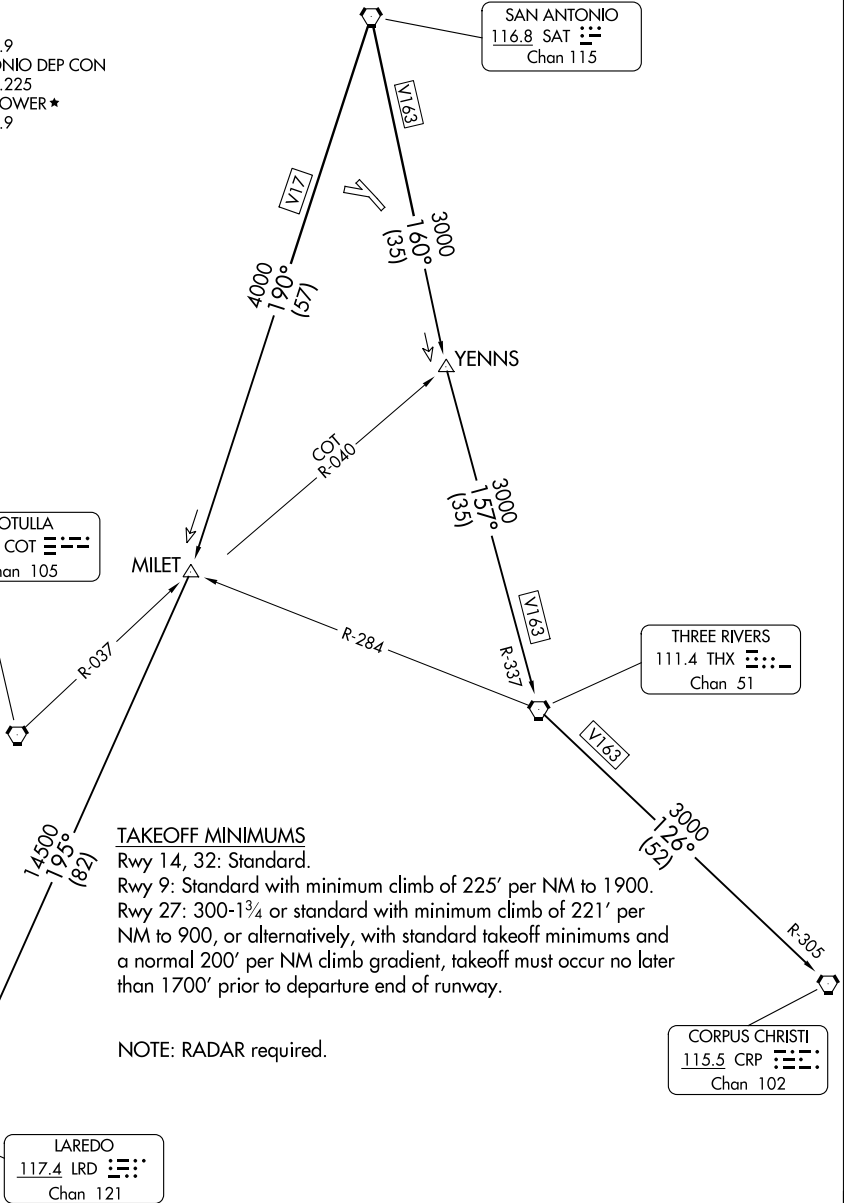 .9
NIO DEP CON
.225
OWER ★
.9
SAN ANTONIO
116.8 SAT
Chan 115
V163
V17
3000
160°
(35)
4000
190°
(57)
YENNS
COT
R-040
OTULLA
COT
an 105
MILET
3000
157°
(35)
R-037
R-284
V163
R-337
THREE RIVERS
111.4 THX
Chan 51
V163
14500
195°
(82)
3000
126°
(52)
TAKEOFF MINIMUMS
Rwy 14, 32: Standard.
Rwy 9: Standard with minimum climb of 225' per NM to 1900.
Rwy 27: 300-1¾ or standard with minimum climb of 221' per
NM to 900, or alternatively, with standard takeoff minimums and
a normal 200' per NM climb gradient, takeoff must occur no later
than 1700' prior to departure end of runway.
R-305
NOTE: RADAR required.
CORPUS CHRISTI
115.5 CRP
Chan 102
LAREDO
117.4 LRD
Chan 121